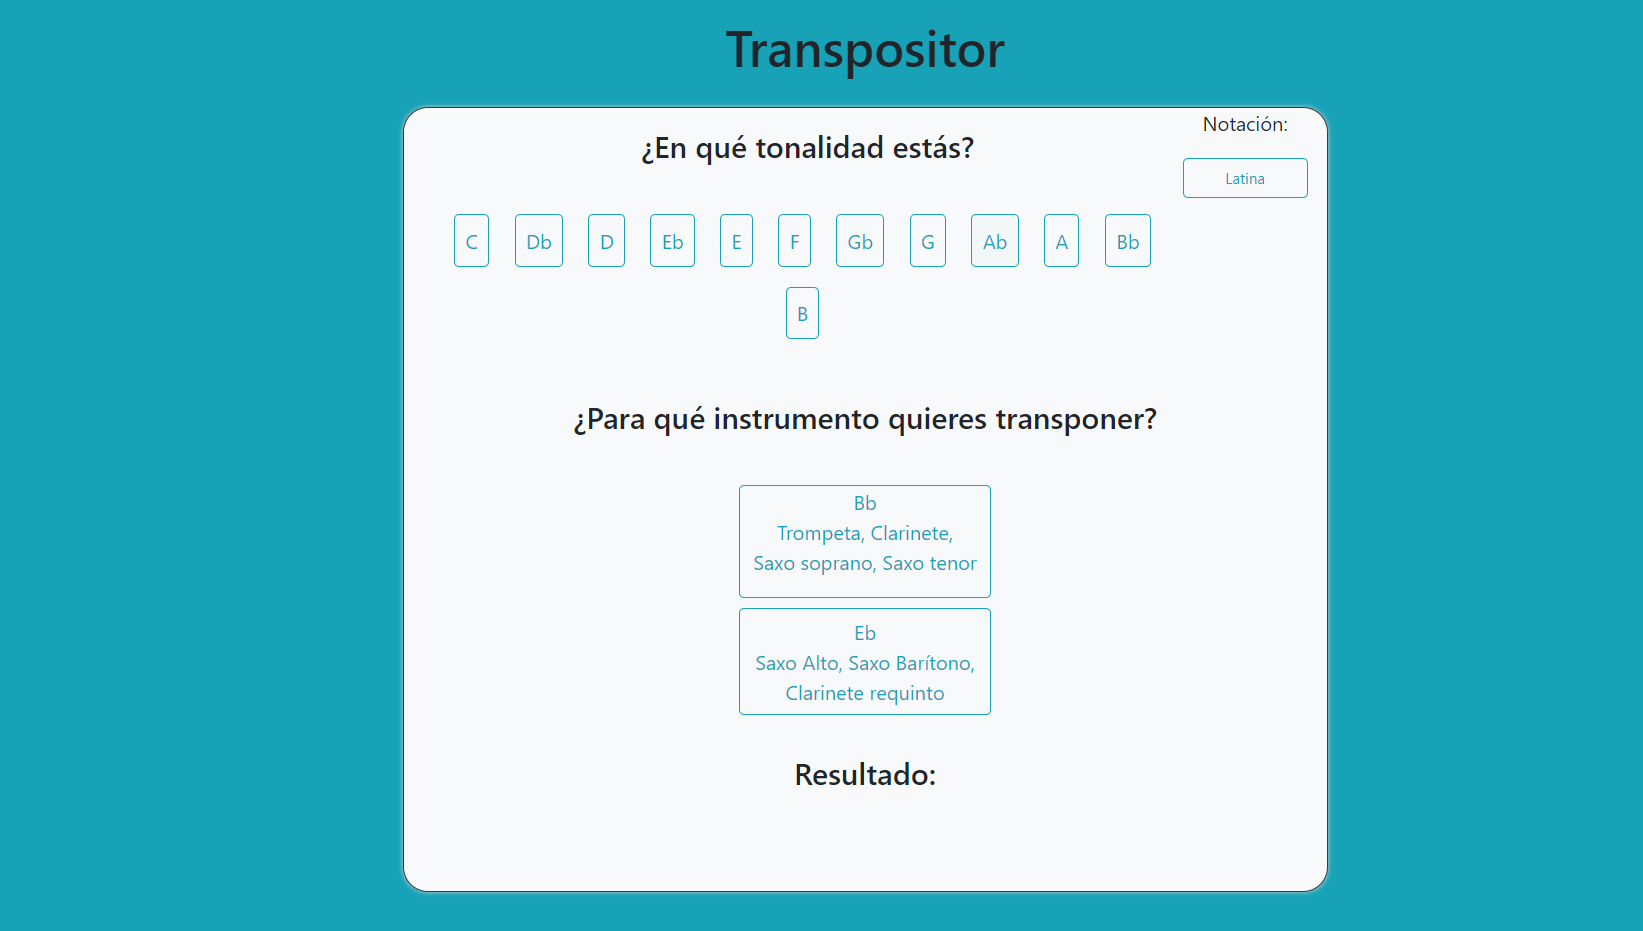 Transpositor
Notación:
¿En qué tonalidad estás?
Latina
C Db D Eb E F Gb G Ab A Bb
B
¿Para qué instrumento quieres transponer?
Bb
Trompeta, Clarinete,
Saxo soprano, Saxo tenor
Eb
Saxo Alto, Saxo Barítono,
Clarinete requinto
Resultado: